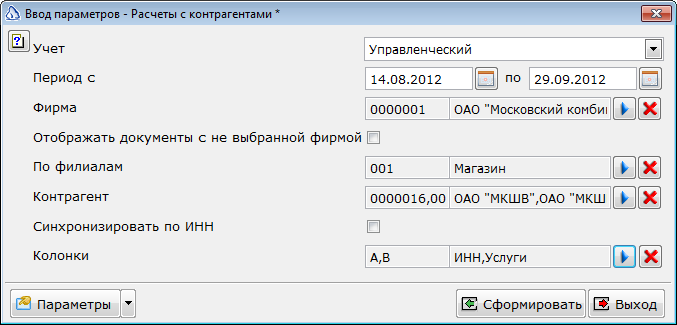 Ввод параметров - Расчеты с контрагентами *
Учет Управленческий
Период с 14.08.2012 по 29.09.2012
Фирма 0000001 ОАО "Московский комби
Отображать документы с не выбранной фирмой
По филиалам 001 Магазин
Контрагент 0000016,00 ОАО "МКШВ",ОАО "МКШ
Синхронизировать по ИНН
Колонки А,В ИНН,Услуги
Параметры Сформировать Выход